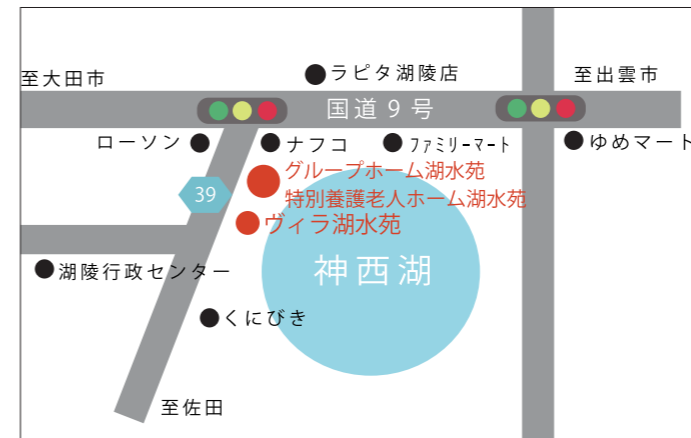 ラピタ湖陵店
至大田市
至出雲市
国道9号
ローソン
ナフコ
ファミリーマート
ゆめマート
グループホーム湖水苑
39
特別養護老人ホーム湖水苑
ヴィラ湖水苑
湖陵行政センター
神西湖
くにびき
至佐田